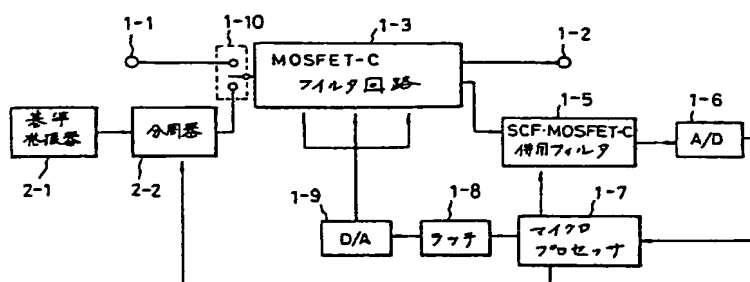 1-1
1-10
1-3
1-2
MOSFET-C
フイルタ回路
1-5
1-6
基準
発振器
分周器
SCF·MOSFET-C
併用フィルタ
A/D
2-1
2-2
1-9
1-8
1-7
D/A
ラッチ
マイクロ
プロセッサ